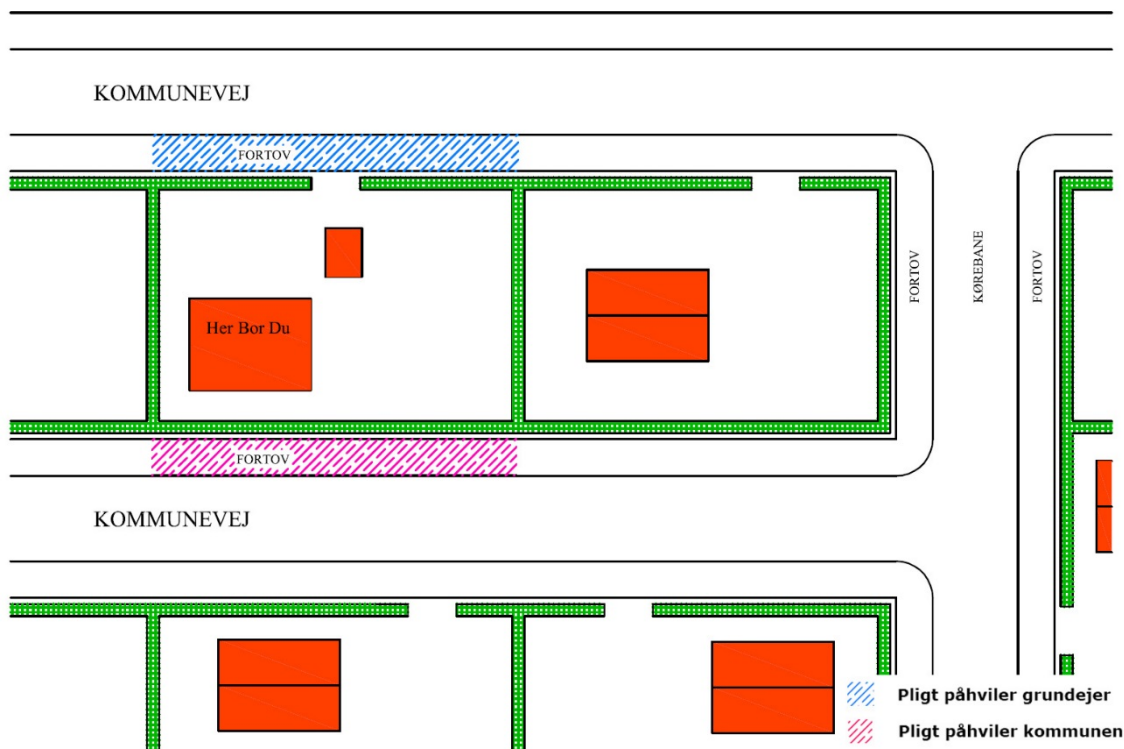 KOMMUNEVEJ
FORTOV
Her Bor Du
FORTOV
KØREBANE
FORTOV
FORTOV
KOMMUNEVEJ
Pligt påhviler grundejer
Pligt påhviler kommunen